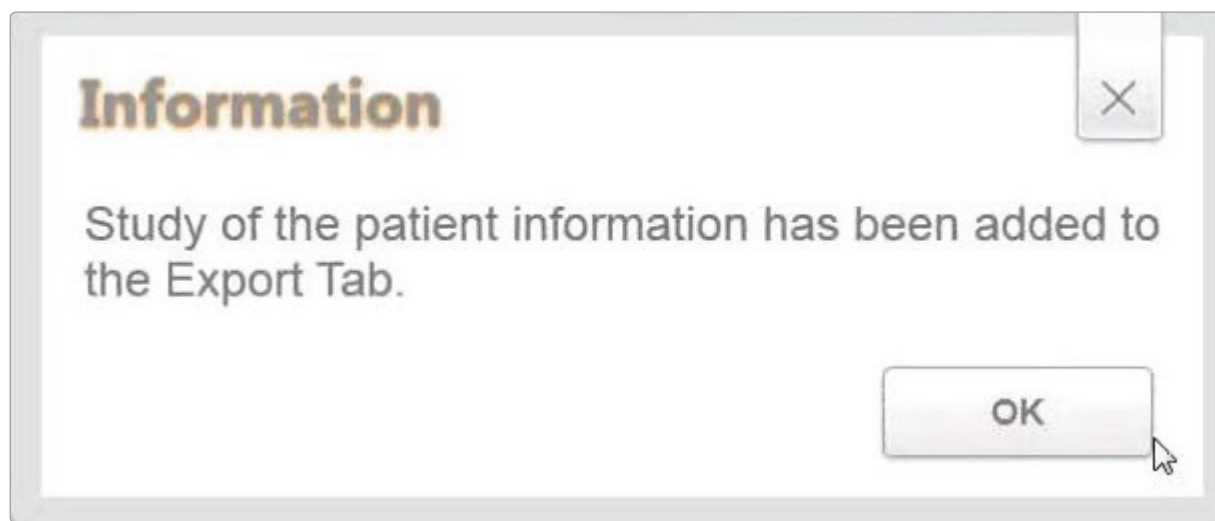 Information
Study of the patient information has been added to
the Export Tab.
OK